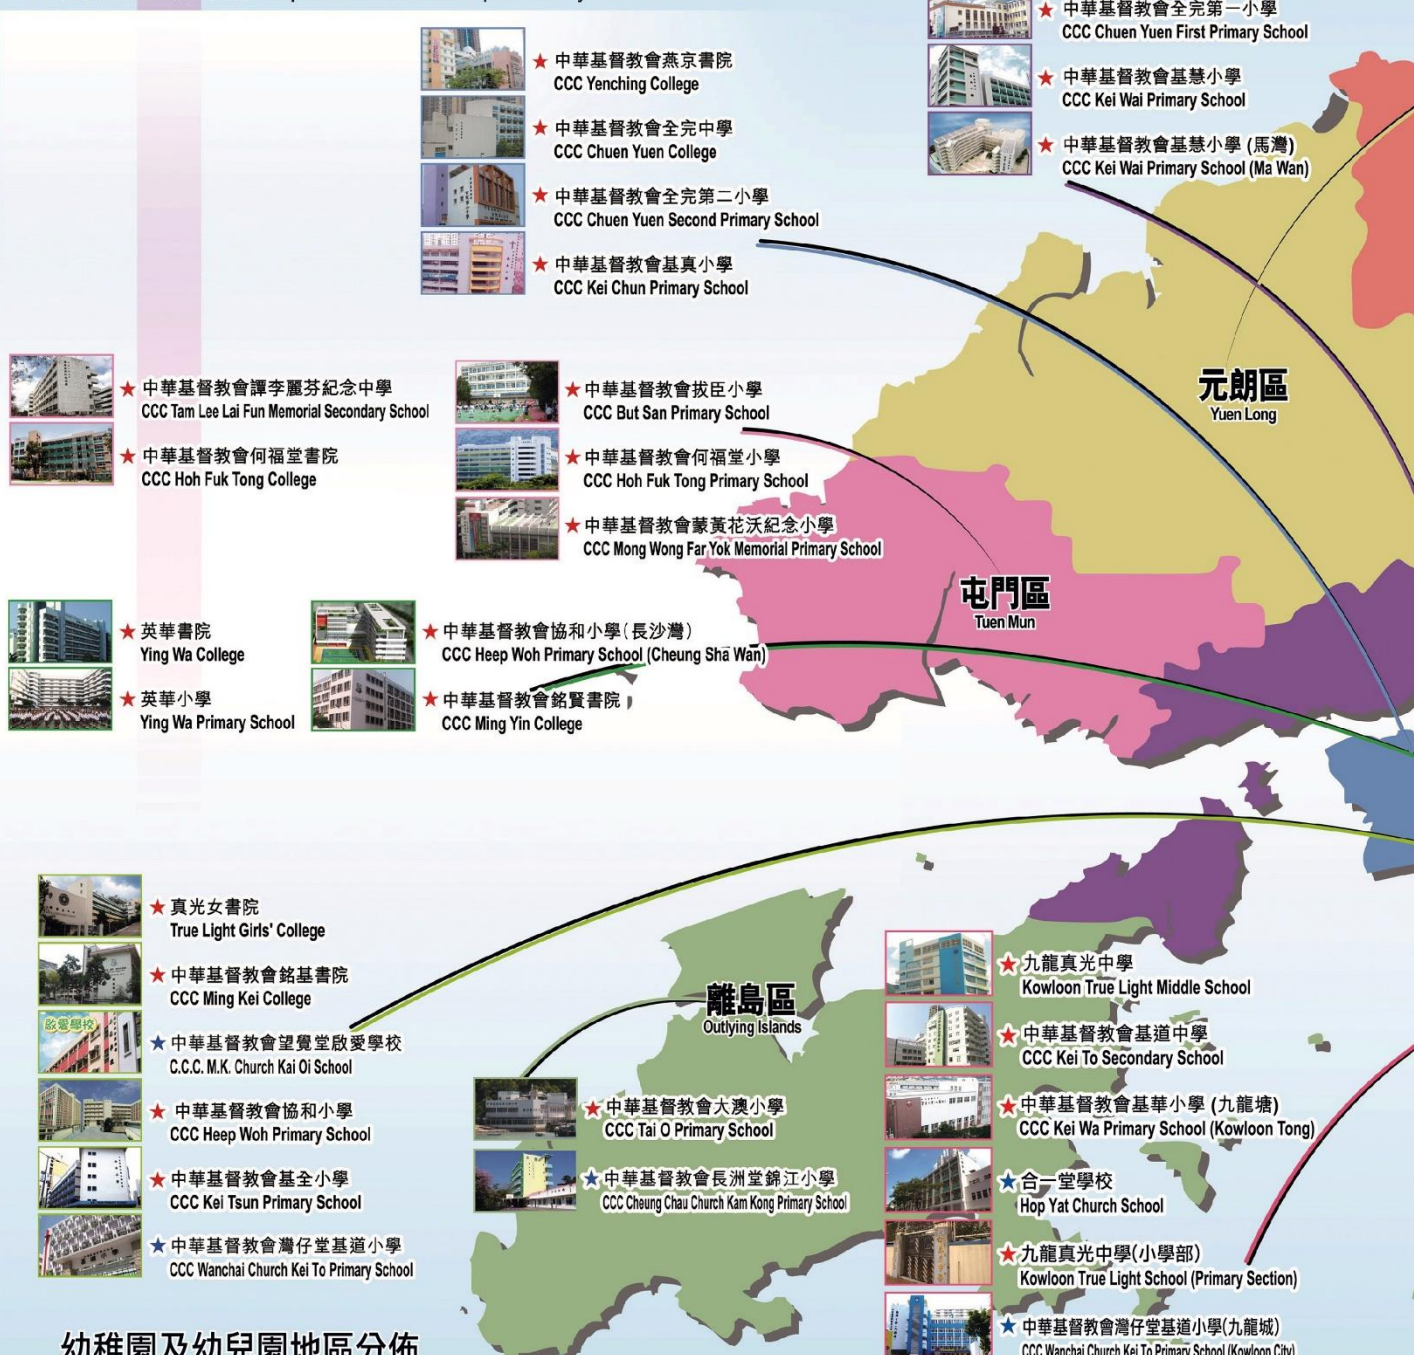 中華基督教會全完第一小學
CCC Chuen Yuen First Primary School
中華基督教會基慧小學
CCC Kei Wai Primary School
中華基督教會基慧小學 (馬灣)
CCC Kei Wai Primary School (Ma Wan)
中華基督教會燕京書院
CCC Yenching College
中華基督教會全完中學
CCC Chuen Yuen College
中華基督教會全完第二小學
CCC Chuen Yuen Second Primary School
中華基督教會基真小學
CCC Kei Chun Primary School
元朗區
Yuen Long
中華基督教會譚李麗芬紀念中學
CCC Tam Lee Lai Fun Memorial Secondary School
中華基督教會何福堂書院
CCC Hoh Fuk Tong College
中華基督教會拔臣小學
CCC But San Primary School
中華基督教會何福堂小學
CCC Hoh Fuk Tong Primary School
中華基督教會蒙黃花沃紀念小學
CCC Mong Wong Far Yok Memorial Primary School
屯門區
Tuen Mun
英華書院
Ying Wa College
英華小學
Ying Wa Primary School
中華基督教會協和小學(長沙灣)
CCC Heep Woh Primary School (Cheung Sha Wan)
中華基督教會銘賢書院
CCC Ming Yin College
真光女書院
True Light Girls' College
中華基督教會銘基書院
CCC Ming Kei College
啟愛學校
中華基督教會望覺堂啟愛學校
C.C.C. M.K. Church Kai Oi School
中華基督教會協和小學
CCC Heep Woh Primary School
中華基督教會基全小學
CCC Kei Tsun Primary School
中華基督教會灣仔堂基道小學
CCC Wanchai Church Kei To Primary School
離島區
Outlying Islands
中華基督教會大澳小學
CCC Tai O Primary School
中華基督教會長洲堂錦江小學
CCC Cheung Chau Church Kam Kong Primary School
九龍真光中學
Kowloon True Light Middle School
中華基督教會基道中學
CCC Kei To Secondary School
中華基督教會基華小學 (九龍塘)
CCC Kei Wa Primary School (Kowloon Tong)
合一堂學校
Hop Yat Church School
九龍真光中學(小學部)
Kowloon True Light School (Primary Section)
中華基督教會灣仔堂基道小學(九龍城)
CCC Wanchai Church Kei To Primary School (Kowloon City)
幼稚園及幼兒園地區分佈